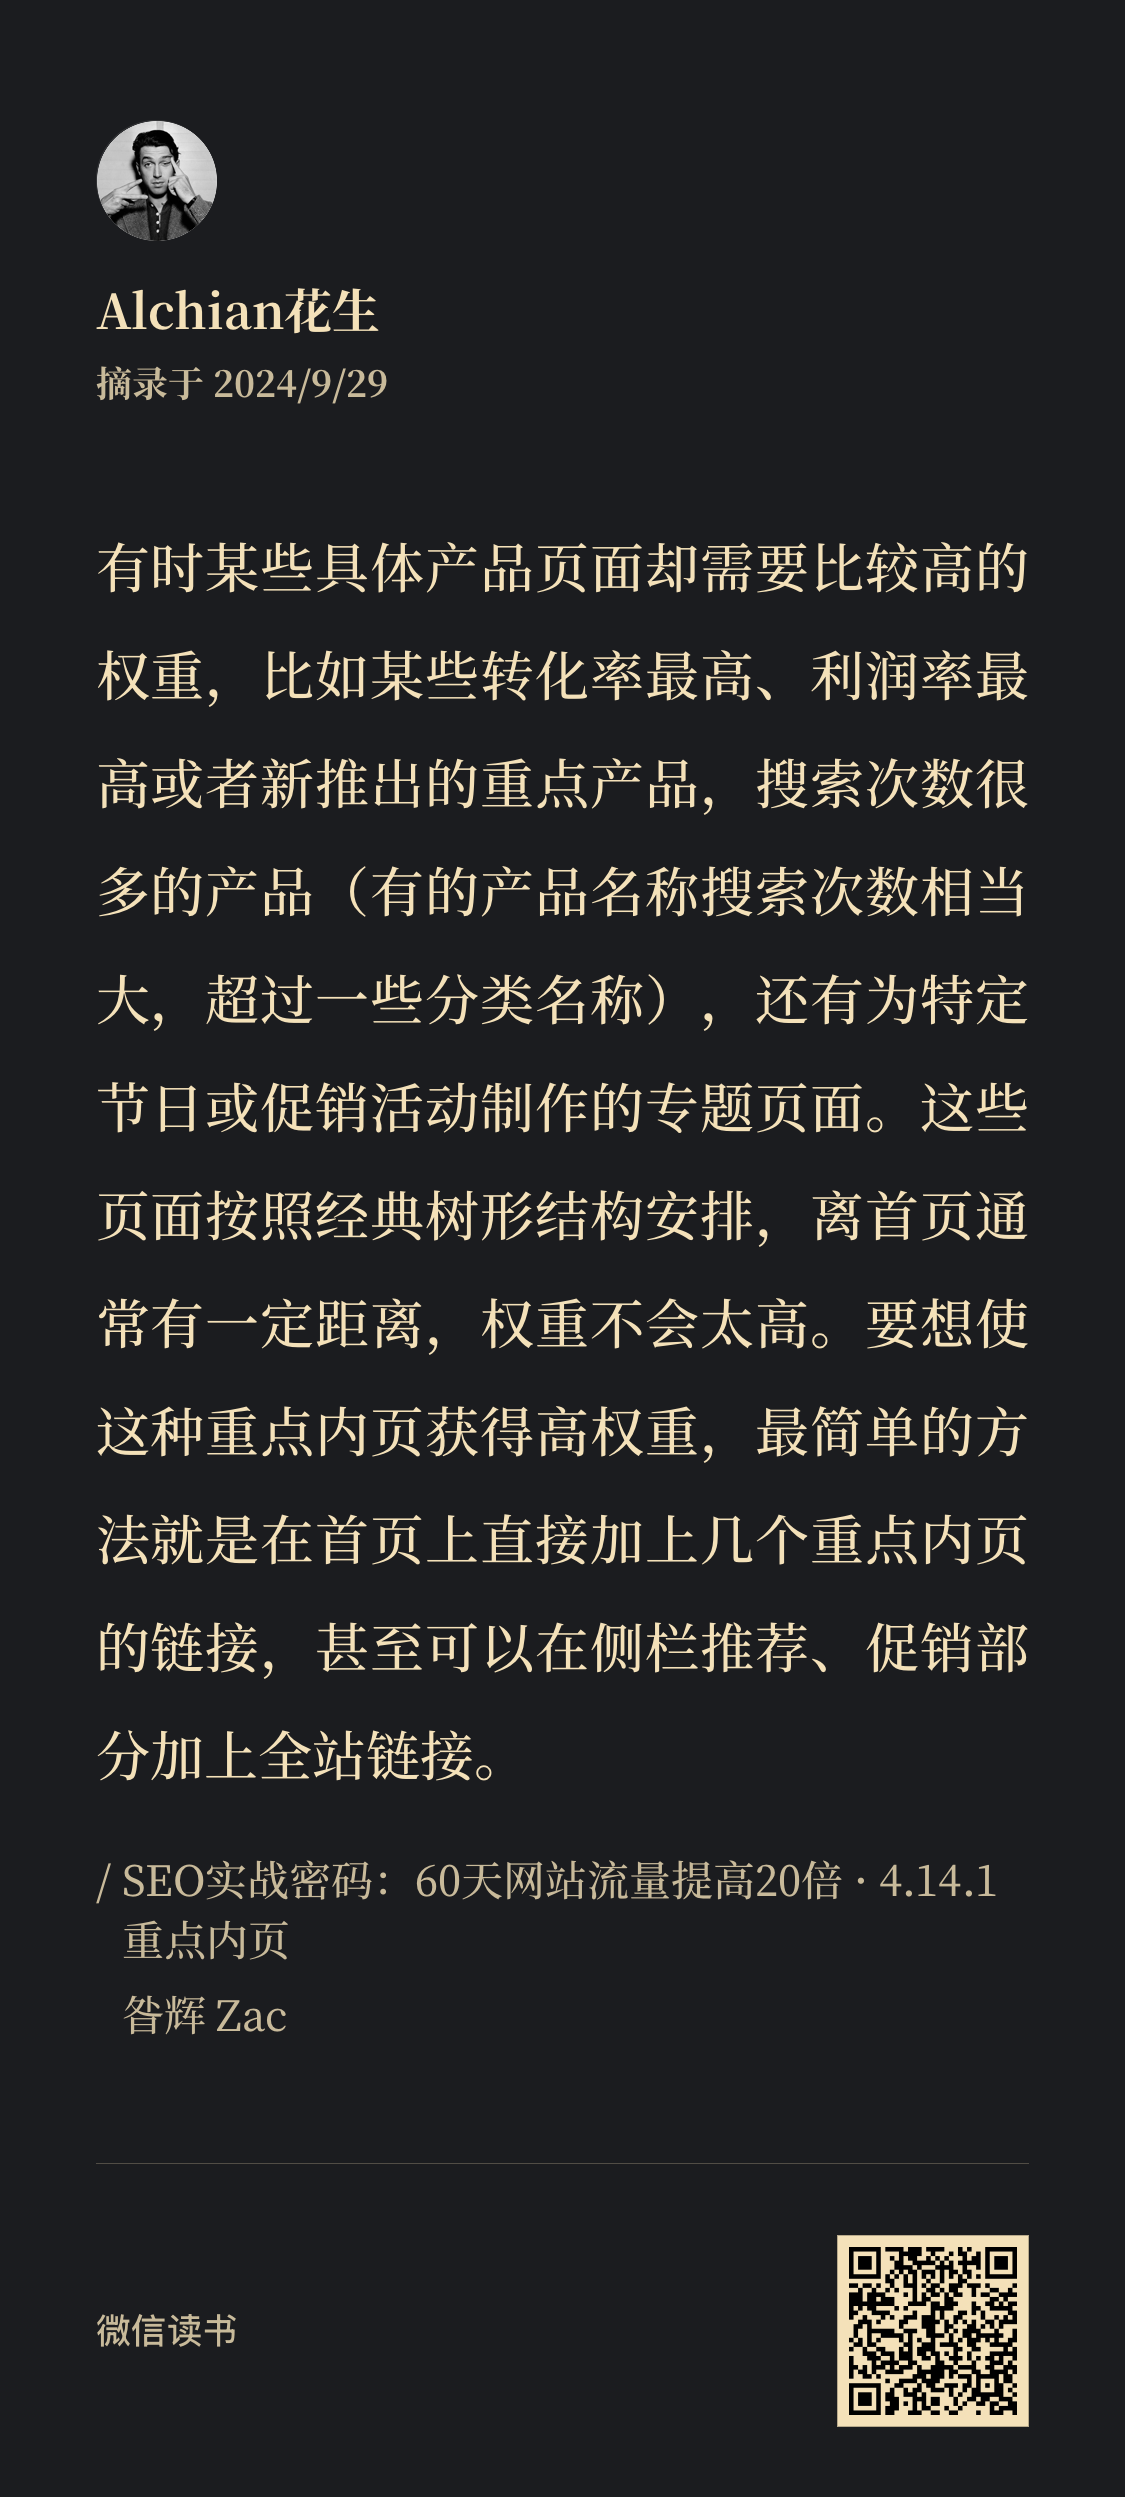 Alchian花生
摘录于 2024/9/29
有时某些具体产品页面却需要比较高的
权重，比如某些转化率最高、利润率最
高或者新推出的重点产品，搜索次数很
多的产品（有的产品名称搜索次数相当
大，超过一些分类名称），还有为特定
节日或促销活动制作的专题页面。这些
页面按照经典树形结构安排，离首页通
常有一定距离，权重不会太高。要想使
这种重点内页获得高权重，最简单的方
法就是在首页上直接加上几个重点内页
的链接，甚至可以在侧栏推荐、促销部
分加上全站链接。
/ SEO实战密码：60天网站流量提高20倍 · 4.14.1
重点内页
昝辉 Zac
微信读书